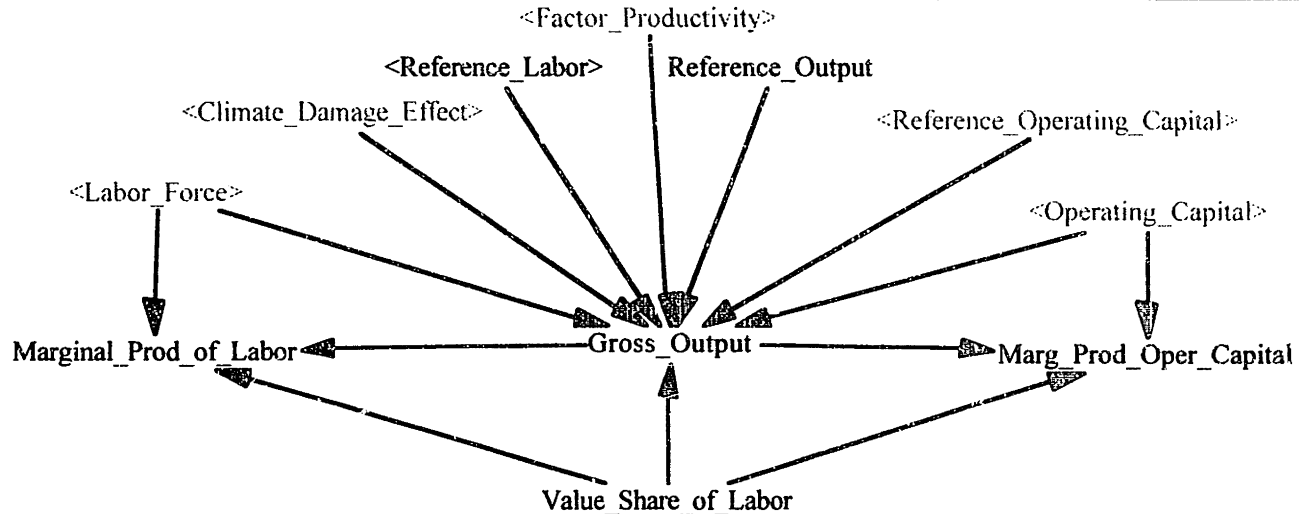 <Factor_Productivity>
<Reference_Labor>
Reference_Output
<Climate_Damage_Effect>
<Reference_Operating_Capital>
<Labor_Force>
<Operating_Capital>
Marginal_Prod_of_Labor
Gross_Output
Marg_Prod_Oper_Capital
Value_Share_of_Labor